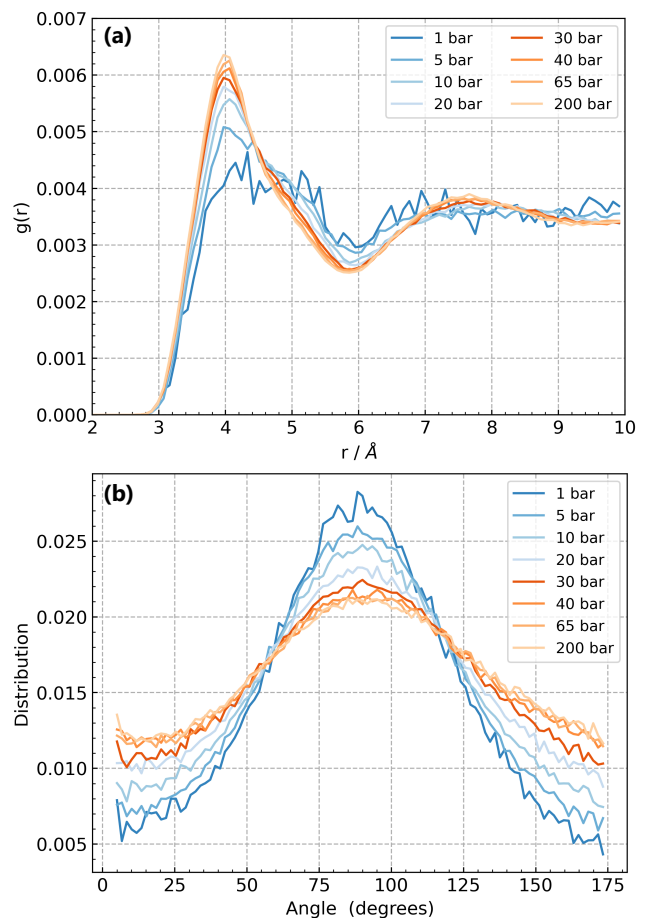 (a)
1 bar
5 bar
10 bar
20 bar
30 bar
40 bar
65 bar
200 bar
g(r)
0.007
0.006
0.005
0.004
0.003
0.002
0.001
0.000
2 3 4 5 6 7 8 9 10
r / Å
(b)
1 bar
5 bar
10 bar
20 bar
30 bar
40 bar
65 bar
200 bar
Distribution
0.025
0.020
0.015
0.010
0.005
0 25 50 75 100 125 150 175
Angle (degrees)